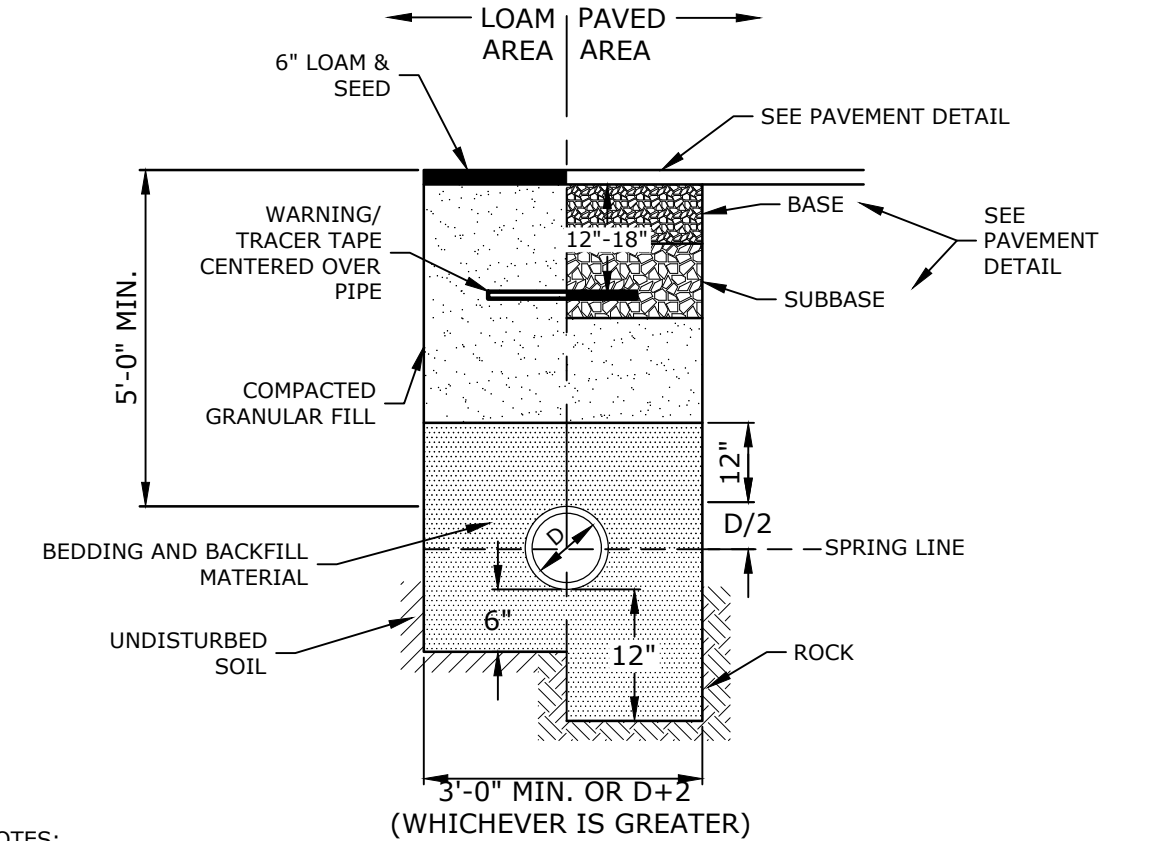 LOAM PAVED
AREA AREA
6" LOAM &
SEED
SEE PAVEMENT DETAIL
WARNING/
TRACER TAPE
CENTERED OVER
PIPE
12"-18"
BASE
SEE
PAVEMENT
DETAIL
SUBBASE
5'-0" MIN.
COMPACTED
GRANULAR FILL
12"
D/2
D
BEDDING AND BACKFILL
MATERIAL
SPRING LINE
6"
UNDISTURBED
SOIL
12"
ROCK
3'-0" MIN. OR D+2
(WHICHEVER IS GREATER)
OTES: